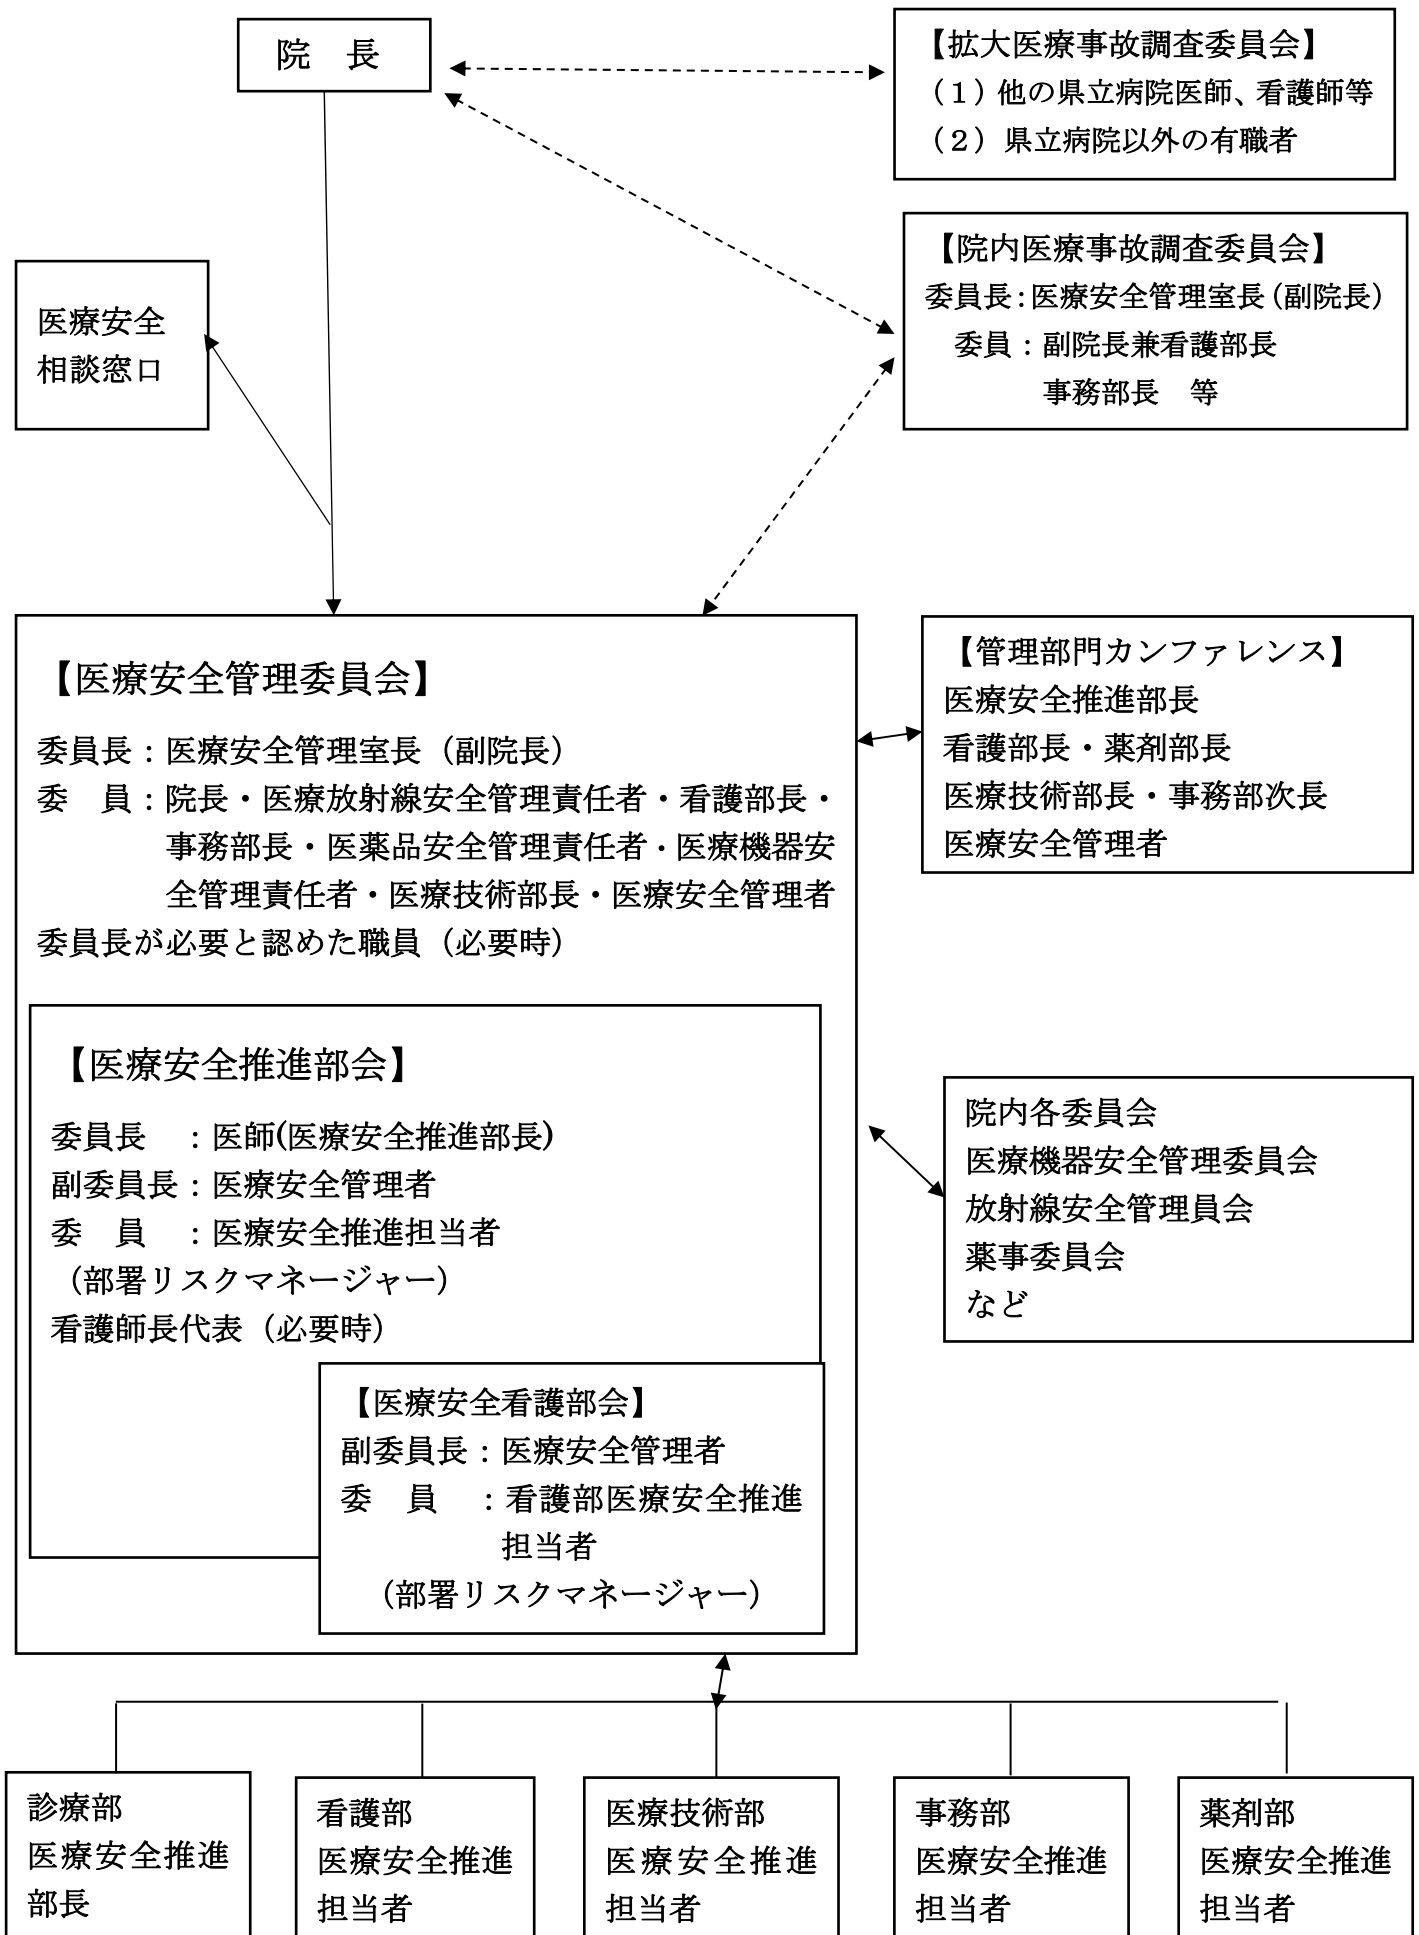 院　長
【拡大医療事故調査委員会】
（１）他の県立病院医師、看護師等
（２）県立病院以外の有職者
【院内医療事故調査委員会】
委員長：医療安全管理室長（副院長）
委員：副院長兼看護部長
事務部長　等
医療安全
相談窓口
【医療安全管理委員会】
委員長：医療安全管理室長（副院長）
委　員：院長・医療放射線安全管理責任者・看護部長・
事務部長・医薬品安全管理責任者・医療機器安
全管理責任者・医療技術部長・医療安全管理者
委員長が必要と認めた職員（必要時）
【管理部門カンファレンス】
医療安全推進部長
看護部長・薬剤部長
医療技術部長・事務部次長
医療安全管理者
【医療安全推進部会】
委員長　：医師(医療安全推進部長)
副委員長：医療安全管理者
委　員　：医療安全推進担当者
（部署リスクマネージャー）
看護師長代表（必要時）
院内各委員会
医療機器安全管理委員会
放射線安全管理員会
薬事委員会
など
【医療安全看護部会】
副委員長：医療安全管理者
委　員　：看護部医療安全推進
担当者
（部署リスクマネージャー）
診療部
医療安全推進
部長
看護部
医療安全推進
担当者
医療技術部
医療安全推進
担当者
事務部
医療安全推進
担当者
薬剤部
医療安全推進
担当者